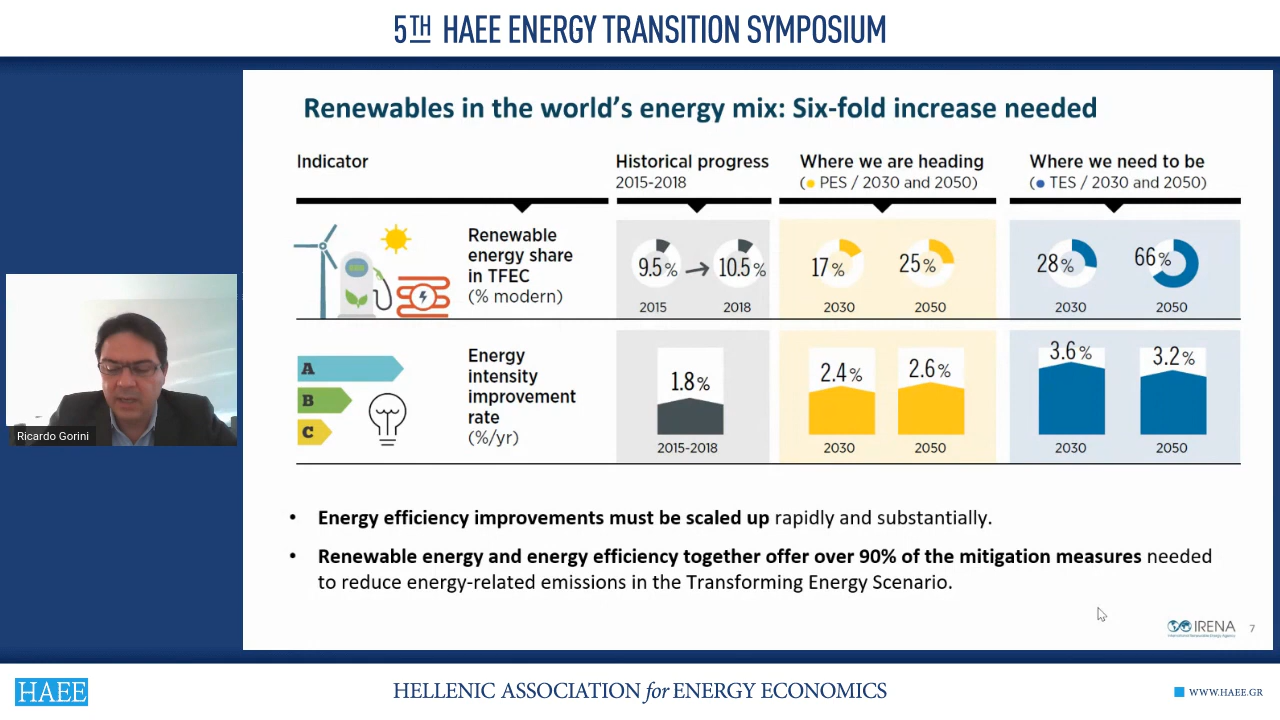 5TH HAEE ENERGY TRANSITION SYMPOSIUM
Renewables in the world's energy mix: Six-fold increase needed
Indicator
Historical progress
2015-2018
Where we are heading
(● PES / 2030 and 2050)
Where we need to be
(● TES / 2030 and 2050)
Renewable
energy share
in TFEC
(% modern)
9.5% → 10.5%
2015 2018
17% 25%
2030 2050
28% 66%
2030 2050
A
B
C
Energy
intensity
improvement
rate
(%/yr)
1.8%
2015-2018
2.4% 2.6%
2030 2050
3.6% 3.2%
2030 2050
• Energy efficiency improvements must be scaled up rapidly and substantially.
• Renewable energy and energy efficiency together offer over 90% of the mitigation measures needed
to reduce energy-related emissions in the Transforming Energy Scenario.
Ricardo Gorini
IRENA
International Renewable Energy Agency
7
HAEE
HELLENIC ASSOCIATION for ENERGY ECONOMICS
WWW.HAEE.GR